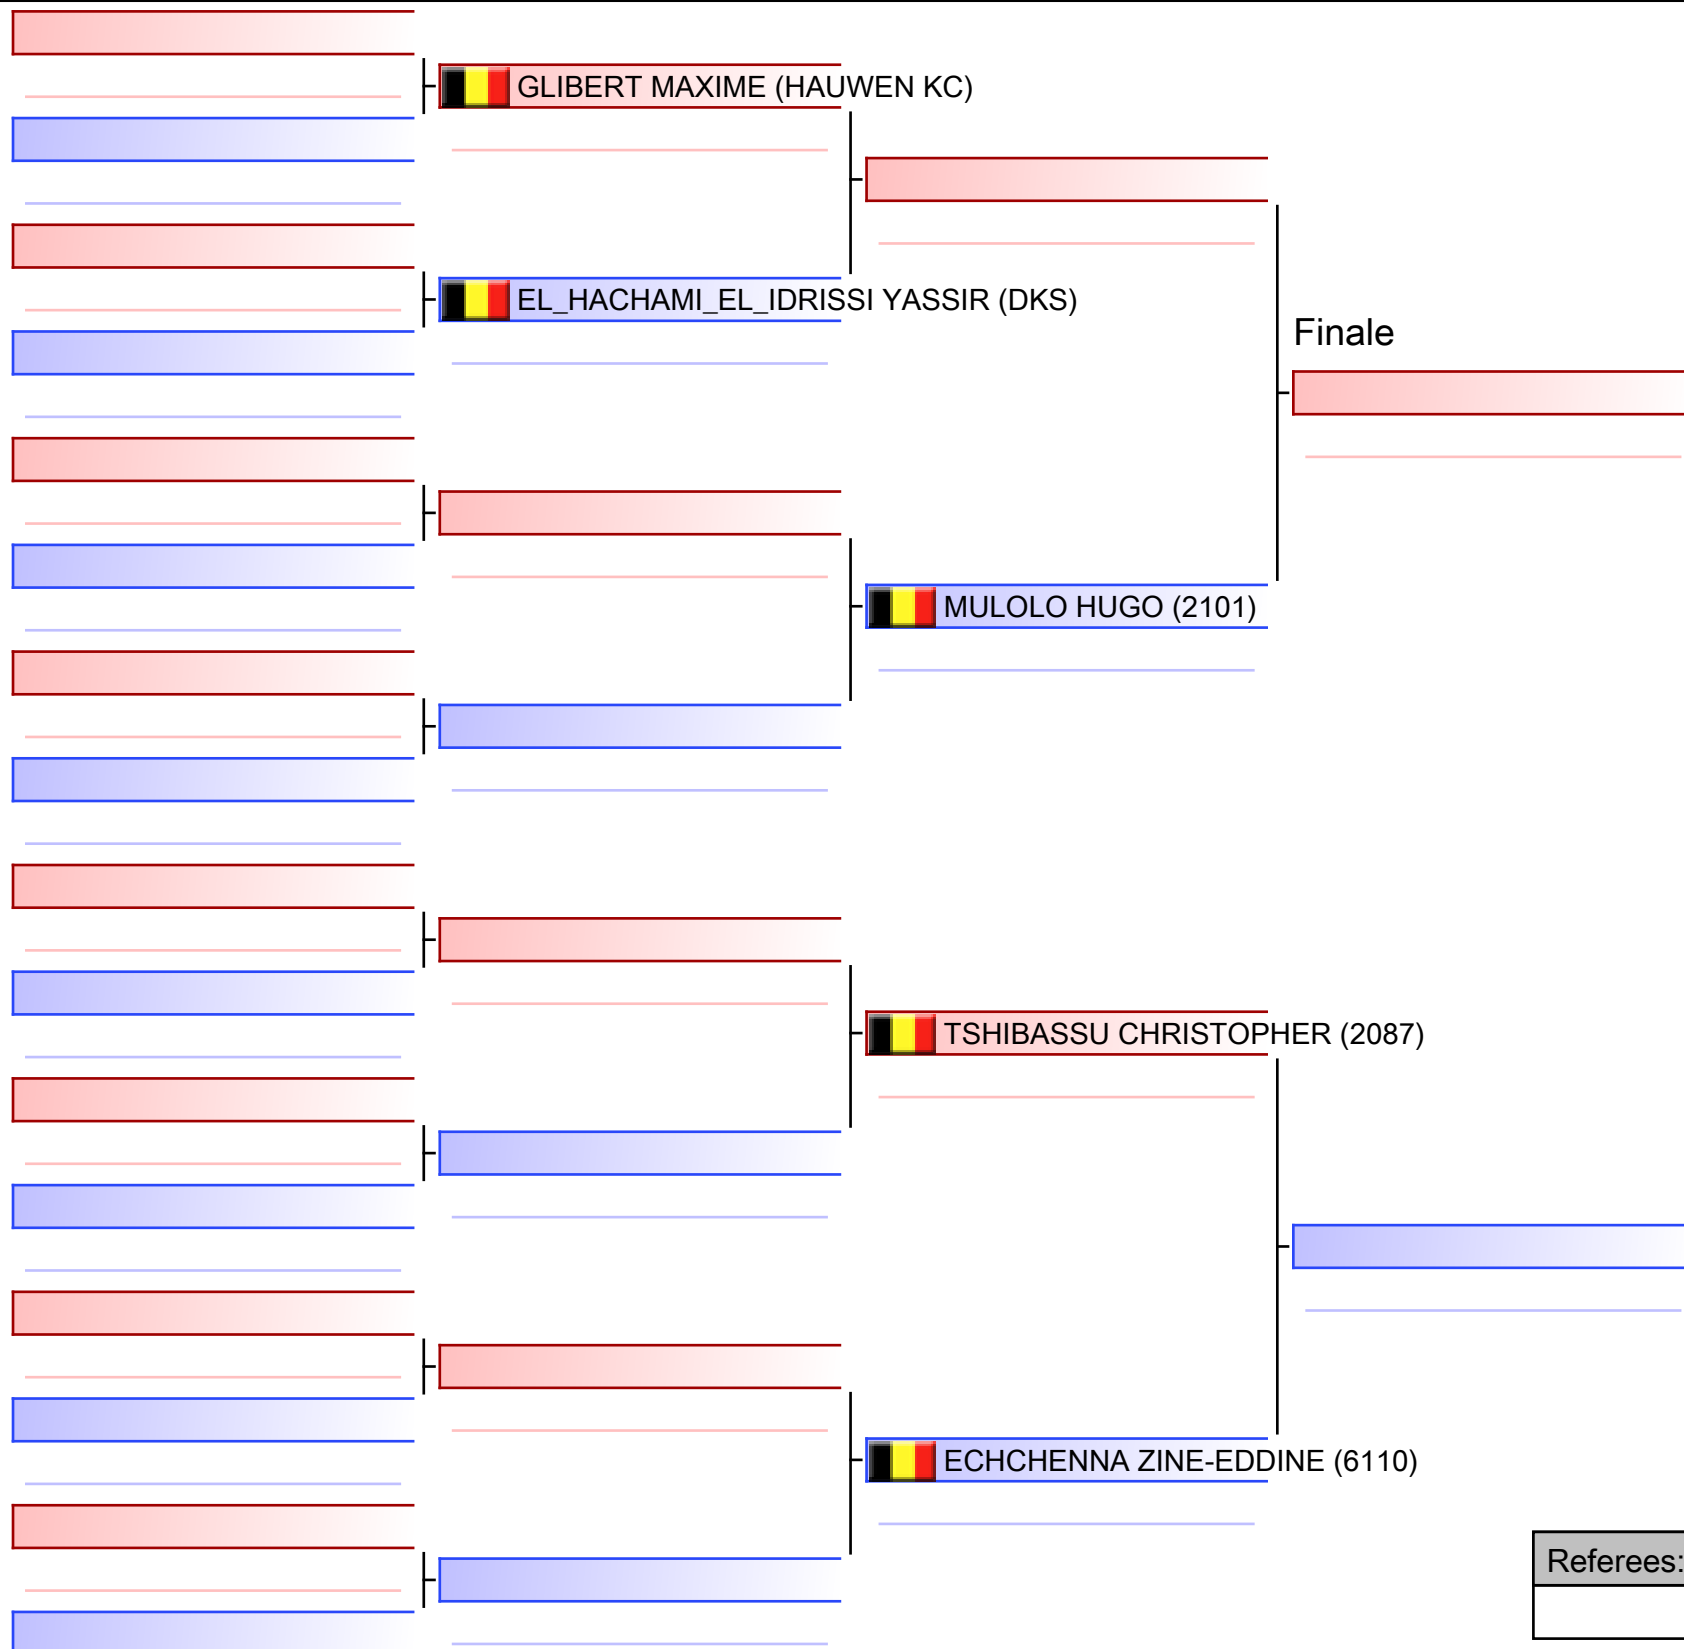 GLIBERT MAXIME (HAUWEN KC)
EL_HACHAMI_EL_IDRISSI YASSIR (DKS)
Finale
MULOLO HUGO (2101)
TSHIBASSU CHRISTOPHER (2087)
ECHCHENNA ZINE-EDDINE (6110)
Referees: